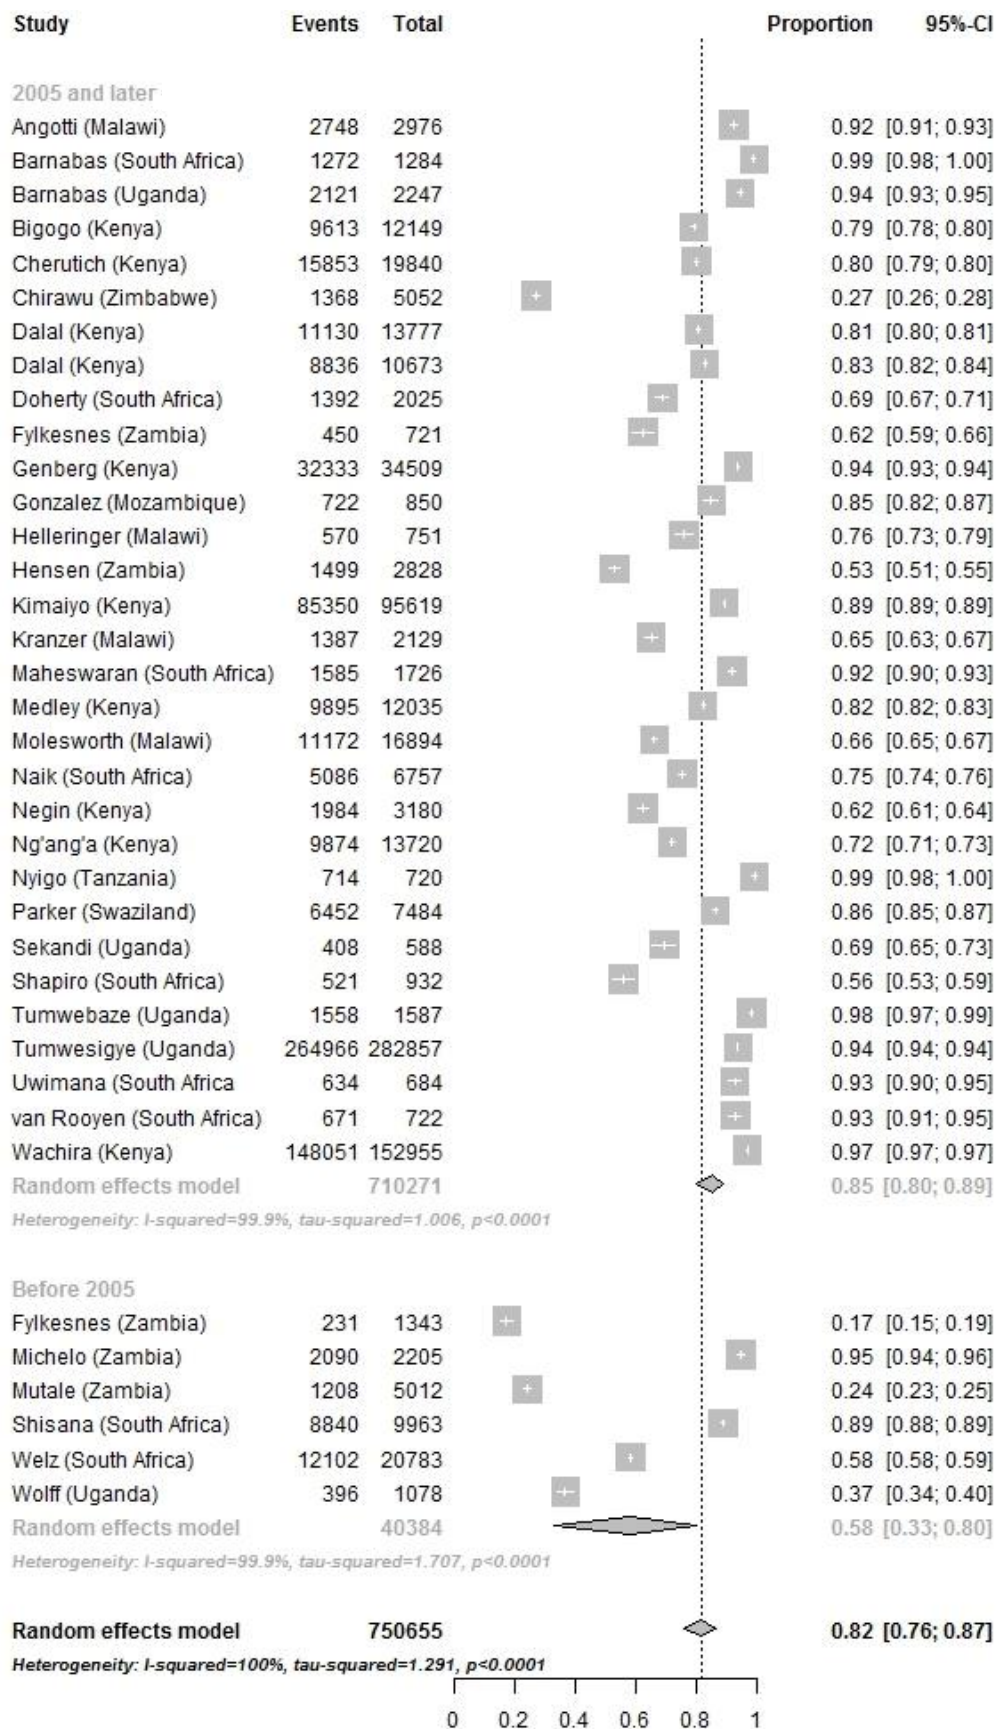 Study Events Total Proportion 95%-CI
2005 and later
Angotti (Malawi) 2748 2976 0.92 [0.91; 0.93]
Barnabas (South Africa) 1272 1284 0.99 [0.98; 1.00]
Barnabas (Uganda) 2121 2247 0.94 [0.93; 0.95]
Bigogo (Kenya) 9613 12149 0.79 [0.78; 0.80]
Cherutich (Kenya) 15853 19840 0.80 [0.79; 0.80]
Chirawu (Zimbabwe) 1368 5052 0.27 [0.26; 0.28]
Dalal (Kenya) 11130 13777 0.81 [0.80; 0.81]
Dalal (Kenya) 8836 10673 0.83 [0.82; 0.84]
Doherty (South Africa) 1392 2025 0.69 [0.67; 0.71]
Fylkesnes (Zambia) 450 721 0.62 [0.59; 0.66]
Genberg (Kenya) 32333 34509 0.94 [0.93; 0.94]
Gonzalez (Mozambique) 722 850 0.85 [0.82; 0.87]
Helleringer (Malawi) 570 751 0.76 [0.73; 0.79]
Hensen (Zambia) 1499 2828 0.53 [0.51; 0.55]
Kimaiyo (Kenya) 85350 95619 0.89 [0.89; 0.89]
Kranzer (Malawi) 1387 2129 0.65 [0.63; 0.67]
Maheswaran (South Africa) 1585 1726 0.92 [0.90; 0.93]
Medley (Kenya) 9895 12035 0.82 [0.82; 0.83]
Molesworth (Malawi) 11172 16894 0.66 [0.65; 0.67]
Naik (South Africa) 5086 6757 0.75 [0.74; 0.76]
Negin (Kenya) 1984 3180 0.62 [0.61; 0.64]
Ng'ang'a (Kenya) 9874 13720 0.72 [0.71; 0.73]
Nyigo (Tanzania) 714 720 0.99 [0.98; 1.00]
Parker (Swaziland) 6452 7484 0.86 [0.85; 0.87]
Sekandi (Uganda) 408 588 0.69 [0.65; 0.73]
Shapiro (South Africa) 521 932 0.56 [0.53; 0.59]
Tumwebaze (Uganda) 1558 1587 0.98 [0.97; 0.99]
Tumwesigye (Uganda) 264966 282857 0.94 [0.94; 0.94]
Uwimana (South Africa 634 684 0.93 [0.90; 0.95]
van Rooyen (South Africa) 671 722 0.93 [0.91; 0.95]
Wachira (Kenya) 148051 152955 0.97 [0.97; 0.97]
Random effects model 710271 0.85 [0.80; 0.89]
Heterogeneity: I-squared=99.9%, tau-squared=1.006, p<0.0001
Before 2005
Fylkesnes (Zambia) 231 1343 0.17 [0.15; 0.19]
Michelo (Zambia) 2090 2205 0.95 [0.94; 0.96]
Mutale (Zambia) 1208 5012 0.24 [0.23; 0.25]
Shisana (South Africa) 8840 9963 0.89 [0.88; 0.89]
Welz (South Africa) 12102 20783 0.58 [0.58; 0.59]
Wolff (Uganda) 396 1078 0.37 [0.34; 0.40]
Random effects model 40384 0.58 [0.33; 0.80]
Heterogeneity: I-squared=99.9%, tau-squared=1.707, p<0.0001
Random effects model 750655 0.82 [0.76; 0.87]
Heterogeneity: I-squared=100%, tau-squared=1.291, p<0.0001
0 0.2 0.4 0.6 0.8 1